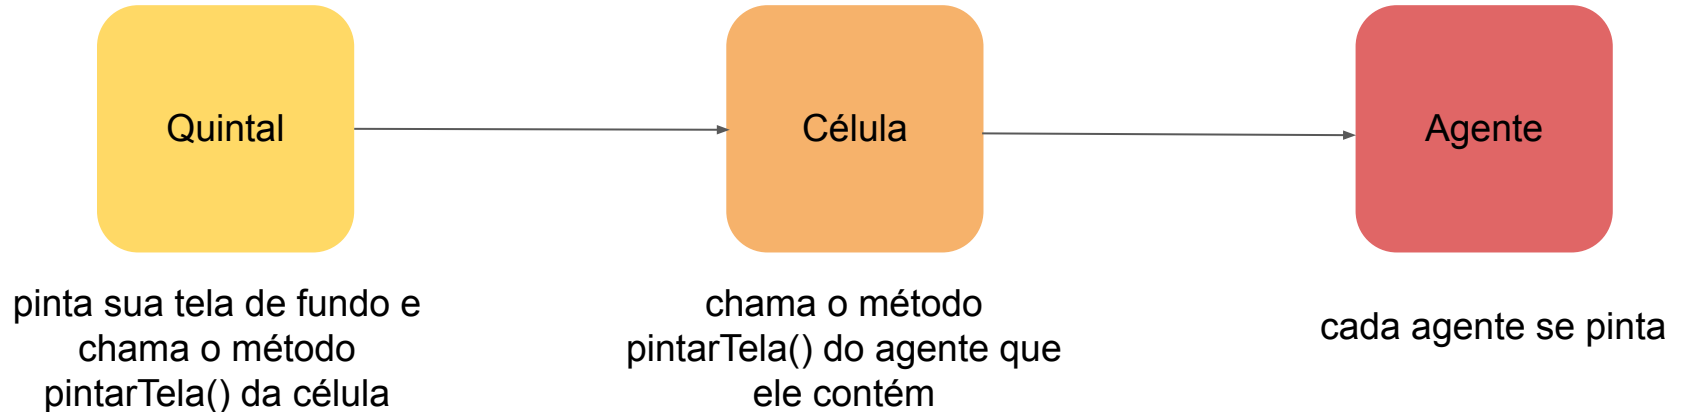 Quintal
Célula
Agente
pinta sua tela de fundo e
chama o método
pintarTela() da célula
chama o método
pintarTela() do agente que
ele contém
cada agente se pinta